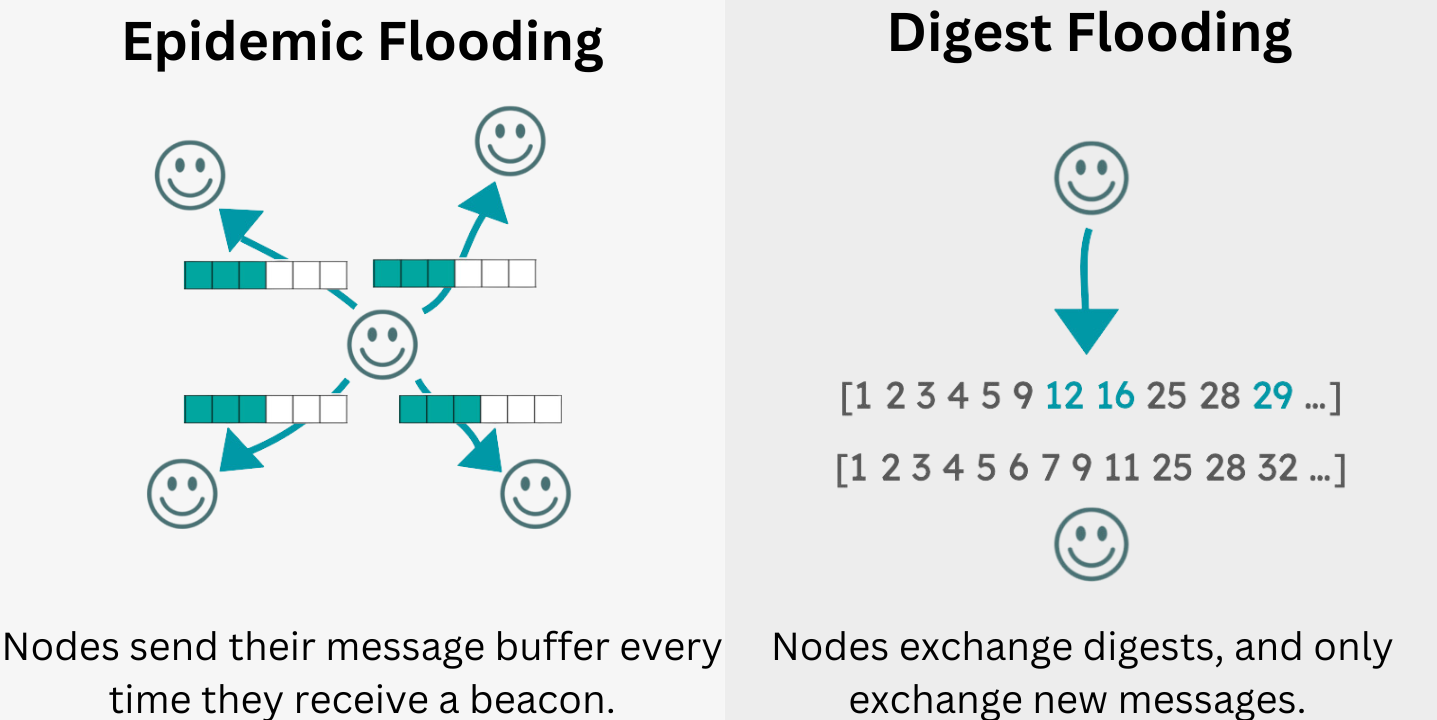 Epidemic Flooding
Nodes send their message buffer every
time they receive a beacon.
Digest Flooding
[1 2 3 4 5 9 12 16 25 28 29 ...]
[1 2 3 4 5 6 7 9 11 25 28 32 ...]
Nodes exchange digests, and only
exchange new messages.